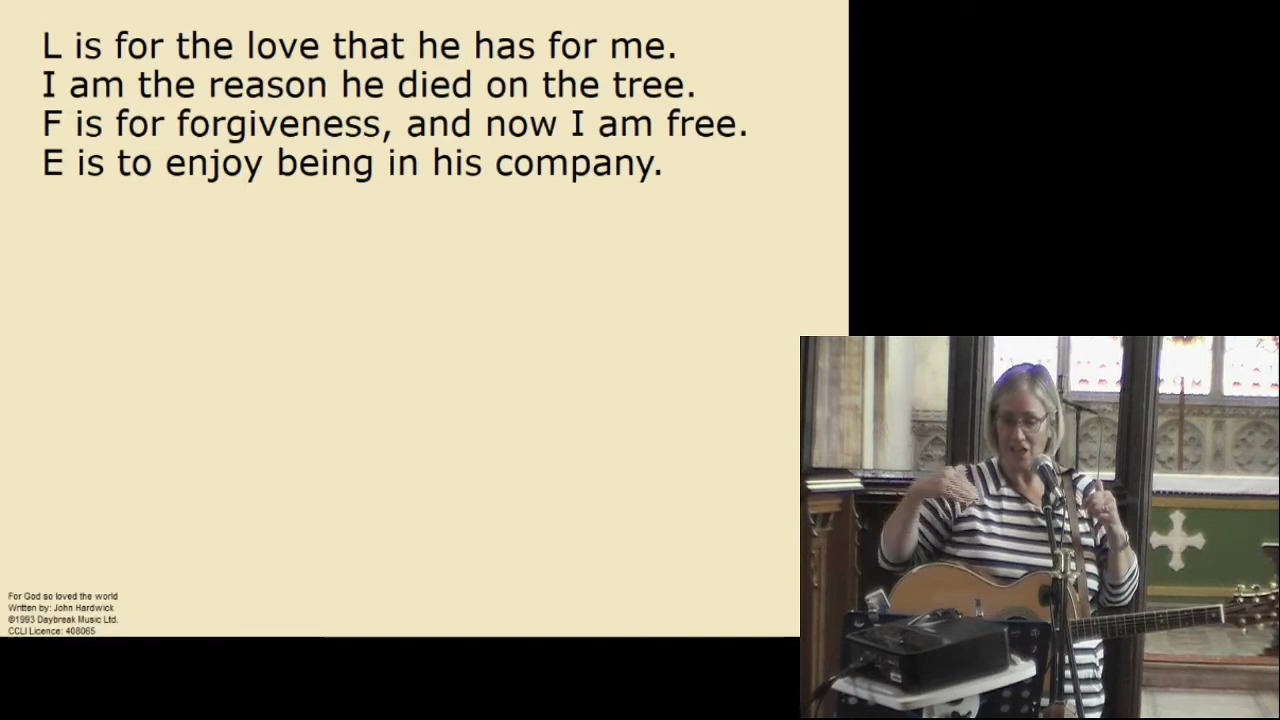 L is for the love that he has for me.
I am the reason he died on the tree.
F is for forgiveness, and now I am free.
E is to enjoy being in his company.
For God so loved the world
Written by: John Hardwick
©1993 Daybreak Music Ltd.
CCLI Licence: 408065